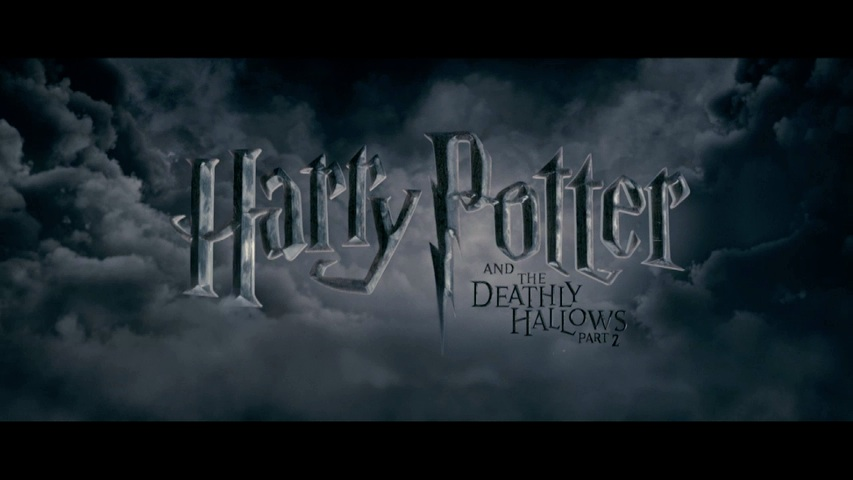 Harry Potter
AND THE
DEATHLY
HALLOWS
PART 2